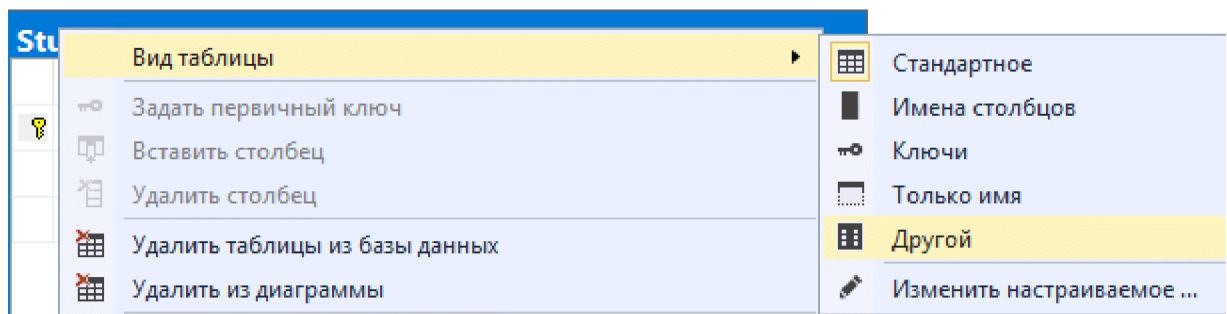 Stu
Вид таблицы
Задать первичный ключ
Вставить столбец
Удалить столбец
Удалить таблицы из базы данных
Удалить из диаграммы
Стандартное
Имена столбцов
Ключи
Только имя
Другой
Изменить настраиваемое ...